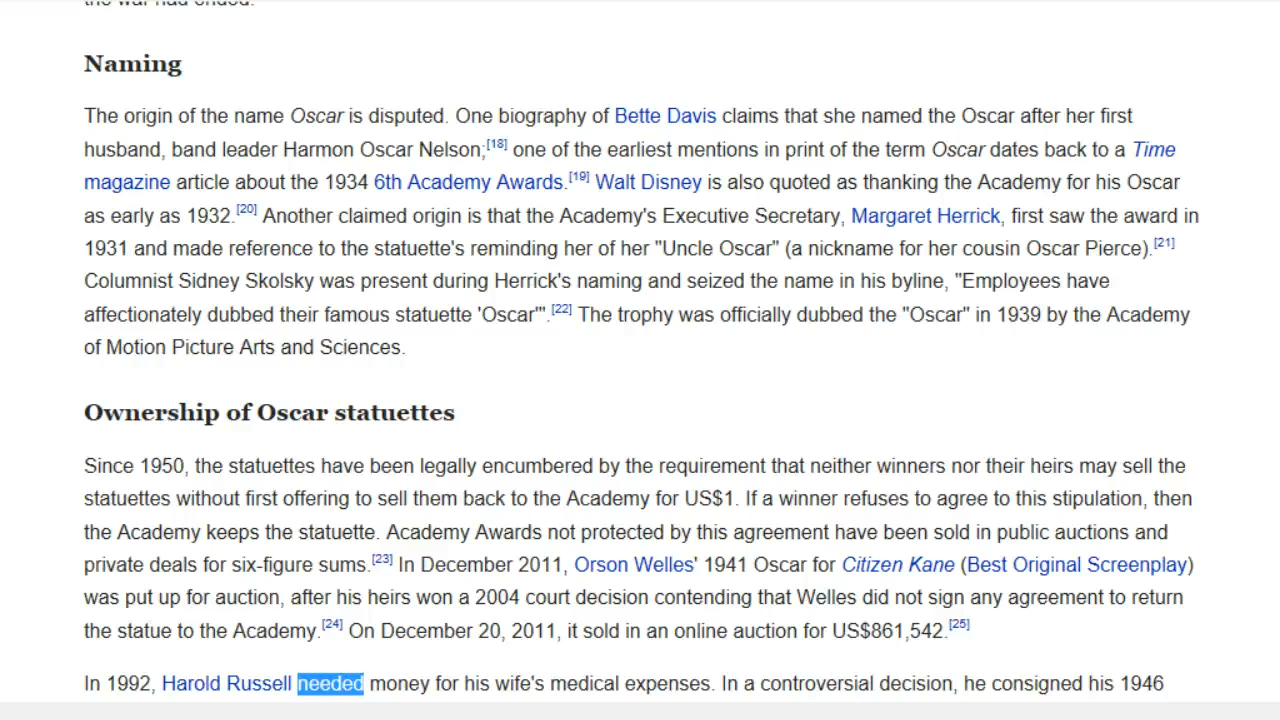 the war had ended.
Naming
The origin of the name Oscar is disputed. One biography of Bette Davis claims that she named the Oscar after her first
husband, band leader Harmon Oscar Nelson;[18] one of the earliest mentions in print of the term Oscar dates back to a Time
magazine article about the 1934 6th Academy Awards.[19] Walt Disney is also quoted as thanking the Academy for his Oscar
as early as 1932.[20] Another claimed origin is that the Academy's Executive Secretary, Margaret Herrick, first saw the award in
1931 and made reference to the statuette's reminding her of her "Uncle Oscar" (a nickname for her cousin Oscar Pierce).[21]
Columnist Sidney Skolsky was present during Herrick's naming and seized the name in his byline, "Employees have
affectionately dubbed their famous statuette 'Oscar'".[22] The trophy was officially dubbed the "Oscar" in 1939 by the Academy
of Motion Picture Arts and Sciences.
Ownership of Oscar statuettes
Since 1950, the statuettes have been legally encumbered by the requirement that neither winners nor their heirs may sell the
statuettes without first offering to sell them back to the Academy for US$1. If a winner refuses to agree to this stipulation, then
the Academy keeps the statuette. Academy Awards not protected by this agreement have been sold in public auctions and
private deals for six-figure sums.[23] In December 2011, Orson Welles' 1941 Oscar for Citizen Kane (Best Original Screenplay)
was put up for auction, after his heirs won a 2004 court decision contending that Welles did not sign any agreement to return
the statue to the Academy.[24] On December 20, 2011, it sold in an online auction for US$861,542.[25]
In 1992, Harold Russell needed money for his wife's medical expenses. In a controversial decision, he consigned his 1946